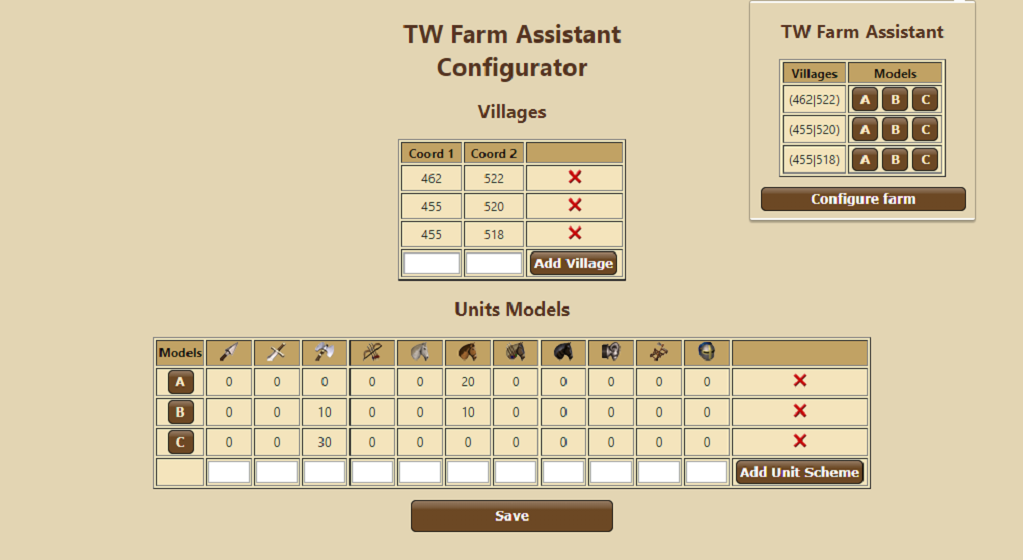 TW Farm Assistant
Configurator
Villages
Coord 1 Coord 2
462 522
455 520
455 518
Add Village
Units Models
Models
A 0 0 0 0 0 20 0 0 0 0 0
B 0 0 10 0 0 10 0 0 0 0 0
C 0 0 30 0 0 0 0 0 0 0 0
Add Unit Scheme
Save
TW Farm Assistant
Villages Models
(462|522) A B C
(455|520) A B C
(455|518) A B C
Configure farm